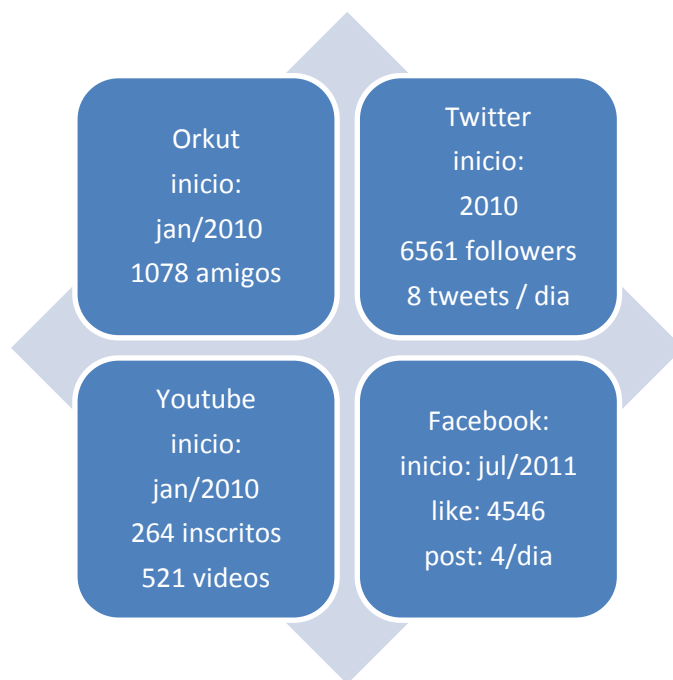 Orkut
inicio:
jan/2010
1078 amigos
Twitter
inicio:
2010
6561 followers
8 tweets / dia
Youtube
inicio:
jan/2010
264 inscritos
521 videos
Facebook:
inicio: jul/2011
like: 4546
post: 4/dia